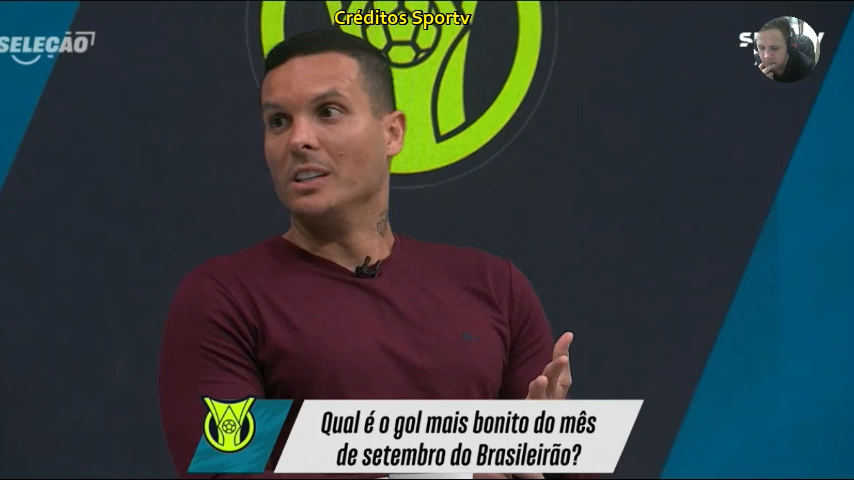 Créditos Sportv
SELEÇÃO
Qual é o gol mais bonito do mês
de setembro do Brasileirão?